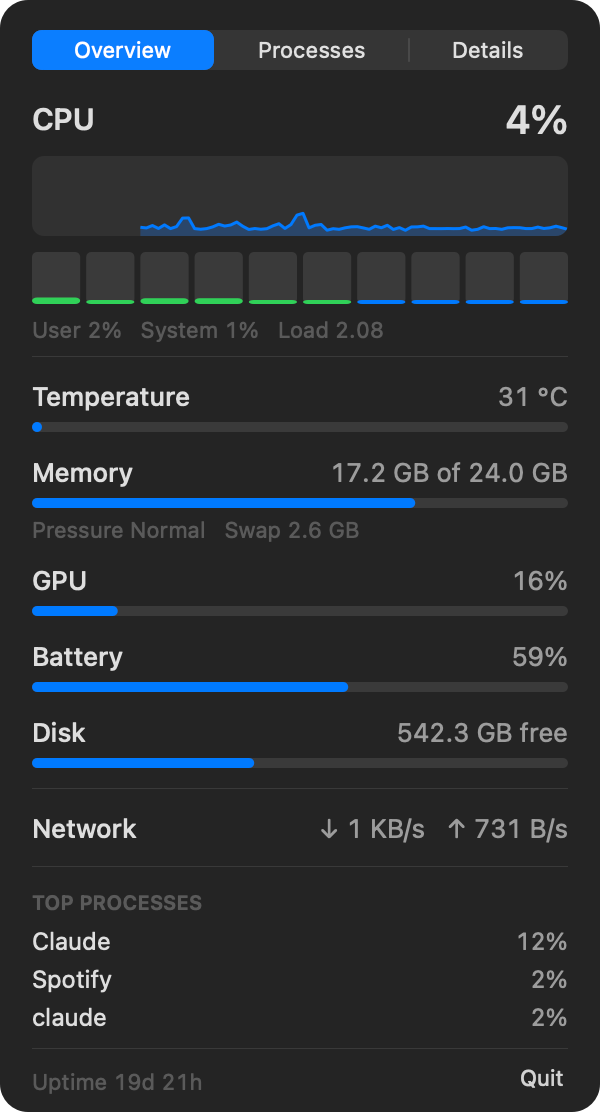 Overview Processes Details
CPU 4%
User 2% System 1% Load 2.08
Temperature 31 °C
Memory 17.2 GB of 24.0 GB
Pressure Normal Swap 2.6 GB
GPU 16%
Battery 59%
Disk 542.3 GB free
Network ↓ 1 KB/s ↑ 731 B/s
TOP PROCESSES
Claude 12%
Spotify 2%
claude 2%
Uptime 19d 21h Quit